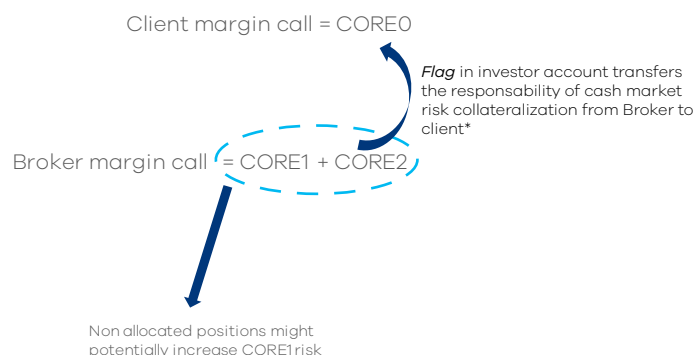 Client margin call = CORE0
Flag in investor account transfers
the responsability of cash market
risk collateralization from Broker to
client*
Broker margin call = CORE1 + CORE2
Non allocated positions might
potentially increase CORE1 risk